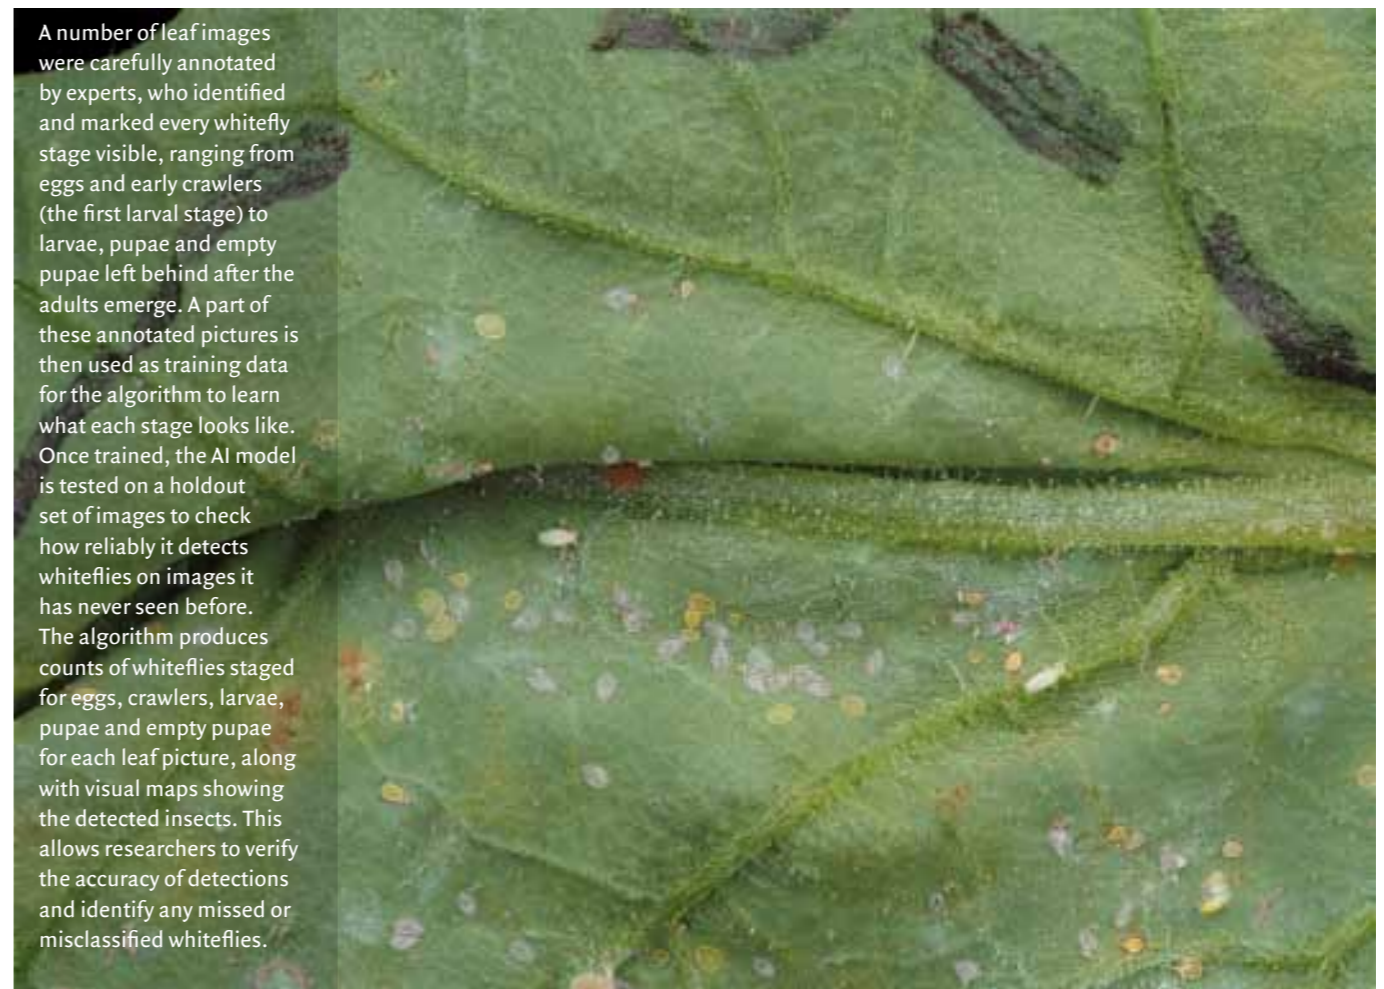 A number of leaf images
were carefully annotated
by experts, who identified
and marked every whitefly
stage visible, ranging from
eggs and early crawlers
(the first larval stage) to
larvae, pupae and empty
pupae left behind after the
adults emerge. A part of
these annotated pictures is
then used as training data
for the algorithm to learn
what each stage looks like.
Once trained, the AI model
is tested on a holdout
set of images to check
how reliably it detects
whiteflies on images it
has never seen before.
The algorithm produces
counts of whiteflies staged
for eggs, crawlers, larvae,
pupae and empty pupae
for each leaf picture, along
with visual maps showing
the detected insects. This
allows researchers to verify
the accuracy of detections
and identify any missed or
misclassified whiteflies.